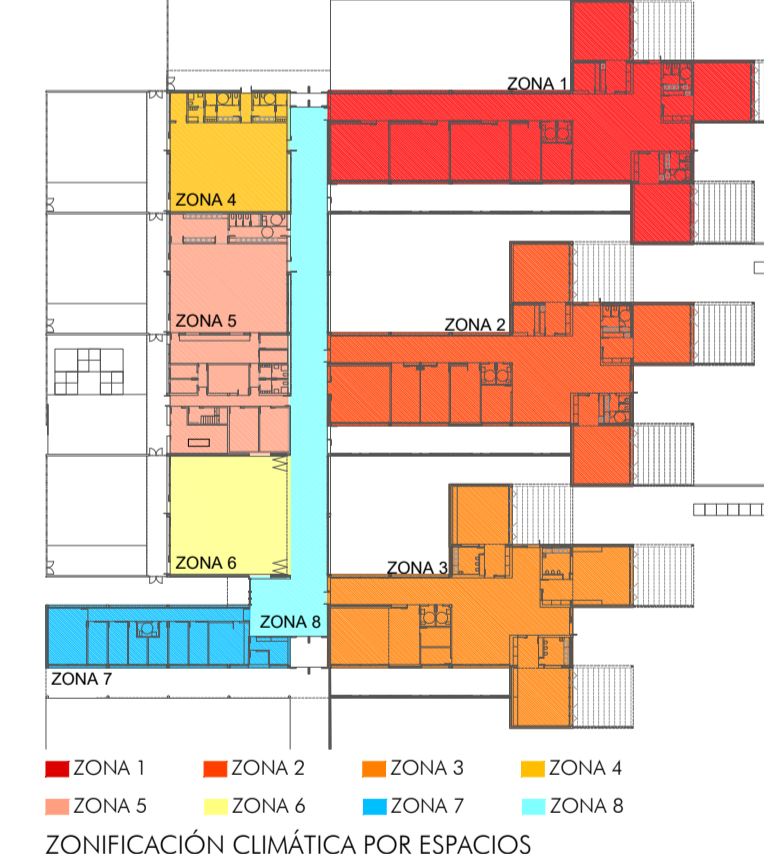 ZONA 1
ZONA 4
ZONA 5
ZONA 2
ZONA 6
ZONA 3
ZONA 8
ZONA 7
ZONA 1 ZONA 2 ZONA 3 ZONA 4
ZONA 5 ZONA 6 ZONA 7 ZONA 8
ZONIFICACIÓN CLIMÁTICA POR ESPACIOS